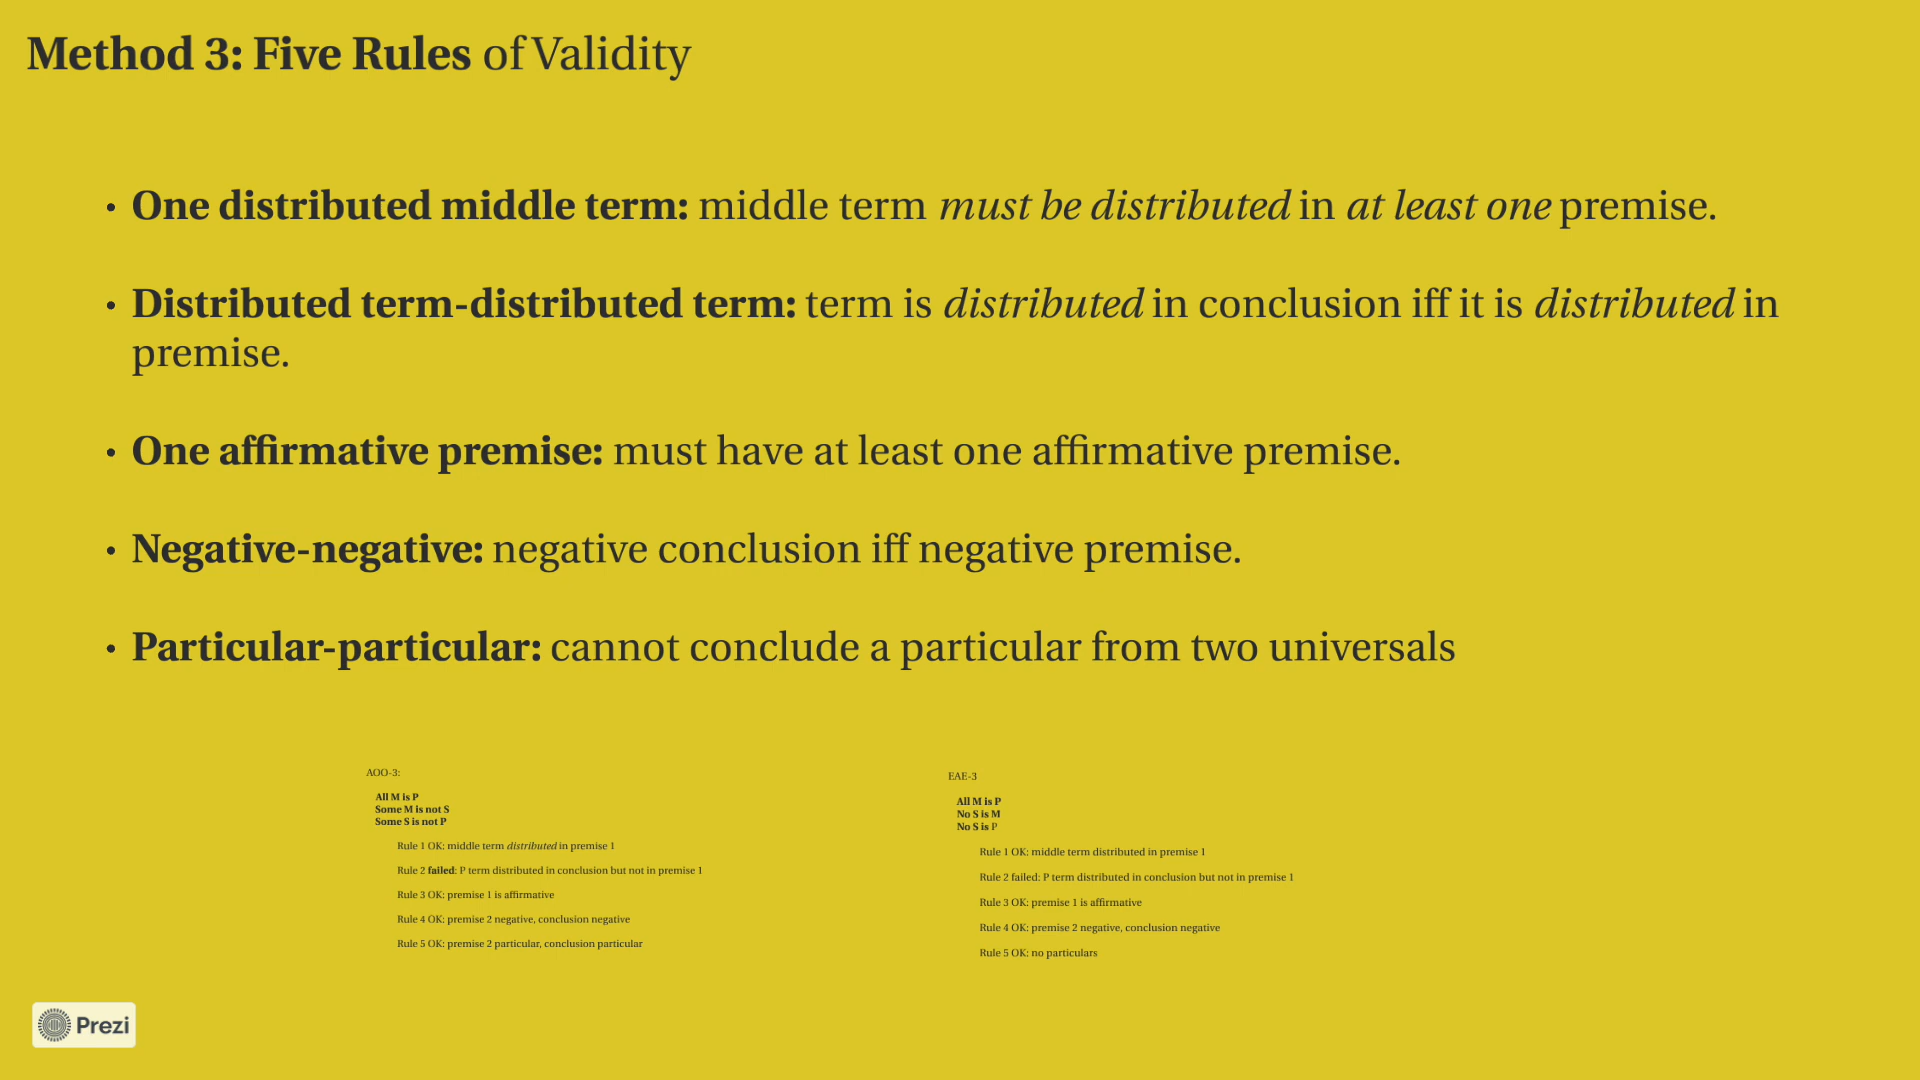 Method 3: Five Rules of Validity
• One distributed middle term: middle term must be distributed in at least one premise.
• Distributed term-distributed term: term is distributed in conclusion iff it is distributed in
premise.
• One affirmative premise: must have at least one affirmative premise.
• Negative-negative: negative conclusion iff negative premise.
• Particular-particular: cannot conclude a particular from two universals
AOO-3:
All M is P
Some M is not S
Some S is not P
Rule 1 OK: middle term distributed in premise 1
Rule 2 failed: P term distributed in conclusion but not in premise 1
Rule 3 OK: premise 1 is affirmative
Rule 4 OK: premise 2 negative, conclusion negative
Rule 5 OK: premise 2 particular, conclusion particular
EAE-3
All M is P
No S is M
No S is P
Rule 1 OK: middle term distributed in premise 1
Rule 2 failed: P term distributed in conclusion but not in premise 1
Rule 3 OK: premise 1 is affirmative
Rule 4 OK: premise 2 negative, conclusion negative
Rule 5 OK: no particulars
Prezi